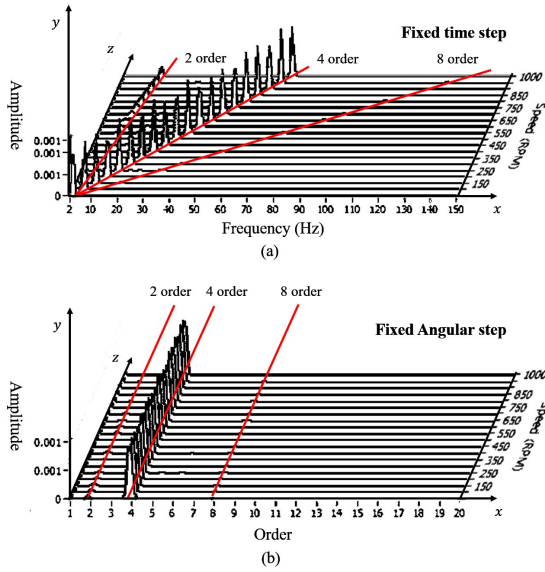 y
Fixed time step
z
2 order
4 order
8 order
Amplitude
0.001
0.001
0.001
0
1000
850
750
650
550
450
350
250
150
Speed (RPM)
2 10 20 30 40 50 60 70 80 90 100 110 120 130 140 150
x
Frequency (Hz)
(a)
2 order
4 order
8 order
y
Fixed Angular step
z
Amplitude
0.001
0.001
0
1000
850
750
650
550
450
350
250
150
Speed (RPM)
1 2 3 4 5 6 7 8 9 10 11 12 13 14 15 16 17 18 19 20
x
Order
(b)